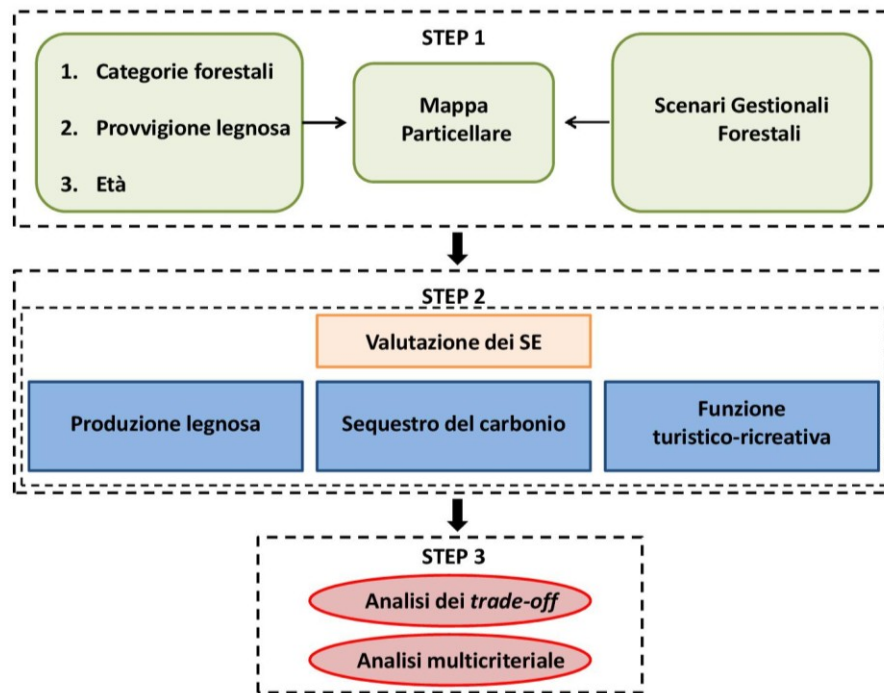 STEP 1
1. Categorie forestali
2. Provvigione legnosa
3. Età
Mappa
Particellare
Scenari Gestionali
Forestali
STEP 2
Valutazione dei SE
Produzione legnosa
Sequestro del carbonio
Funzione
turistico-ricreativa
STEP 3
Analisi dei trade-off
Analisi multicriteriale